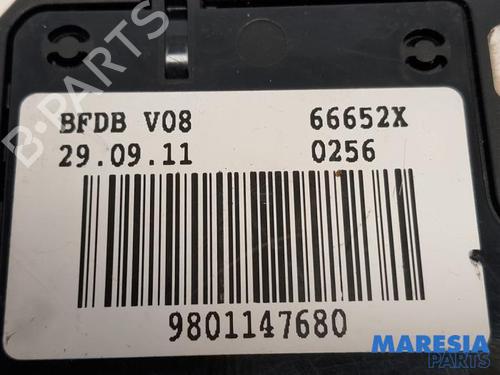 BFDB V08 66652X
29.09.11 0256
9801147680
B-PARTS
MARESIA
PARTS